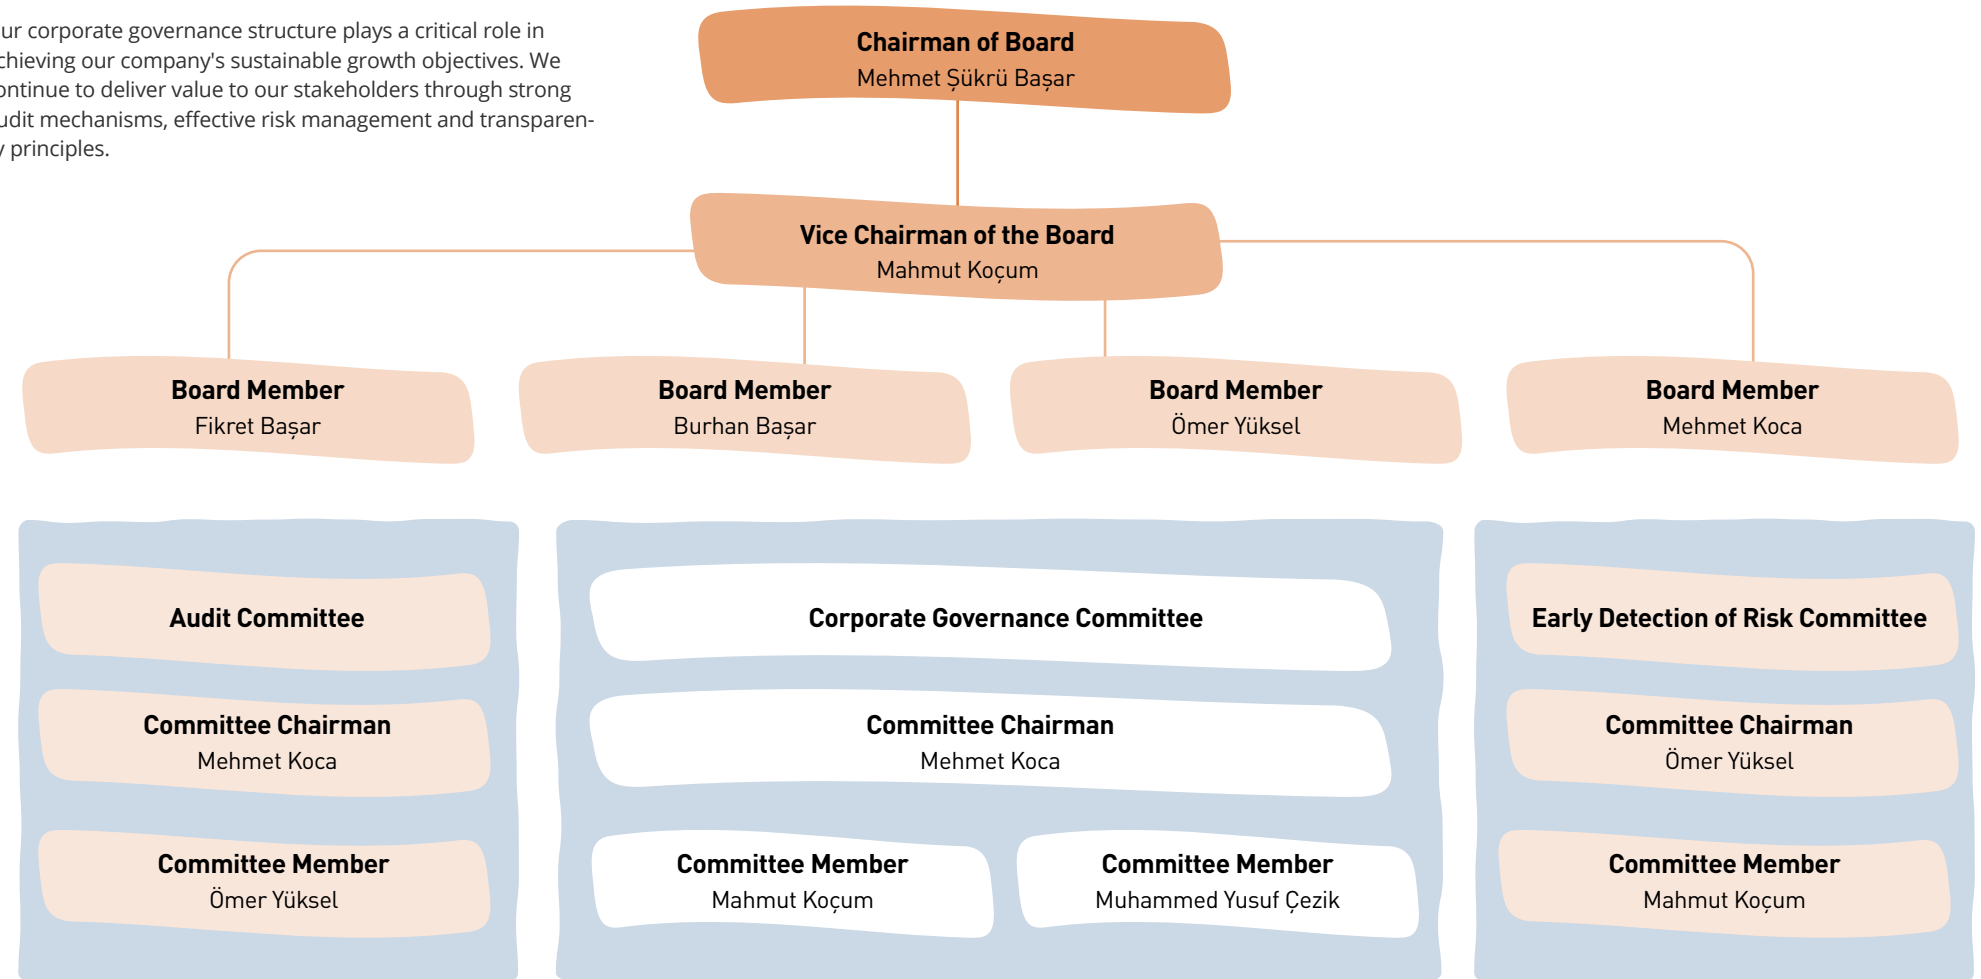 ur corporate governance structure plays a critical role in
chieving our company's sustainable growth objectives. We
ontinue to deliver value to our stakeholders through strong
udit mechanisms, effective risk management and transparen-
y principles.
Chairman of Board
Mehmet Şükrü Başar
Vice Chairman of the Board
Mahmut Koçum
Board Member
Fikret Başar
Board Member
Burhan Başar
Board Member
Ömer Yüksel
Board Member
Mehmet Koca
Audit Committee
Committee Chairman
Mehmet Koca
Committee Member
Ömer Yüksel
Corporate Governance Committee
Committee Chairman
Mehmet Koca
Committee Member
Mahmut Koçum
Committee Member
Muhammed Yusuf Çezik
Early Detection of Risk Committee
Committee Chairman
Ömer Yüksel
Committee Member
Mahmut Koçum